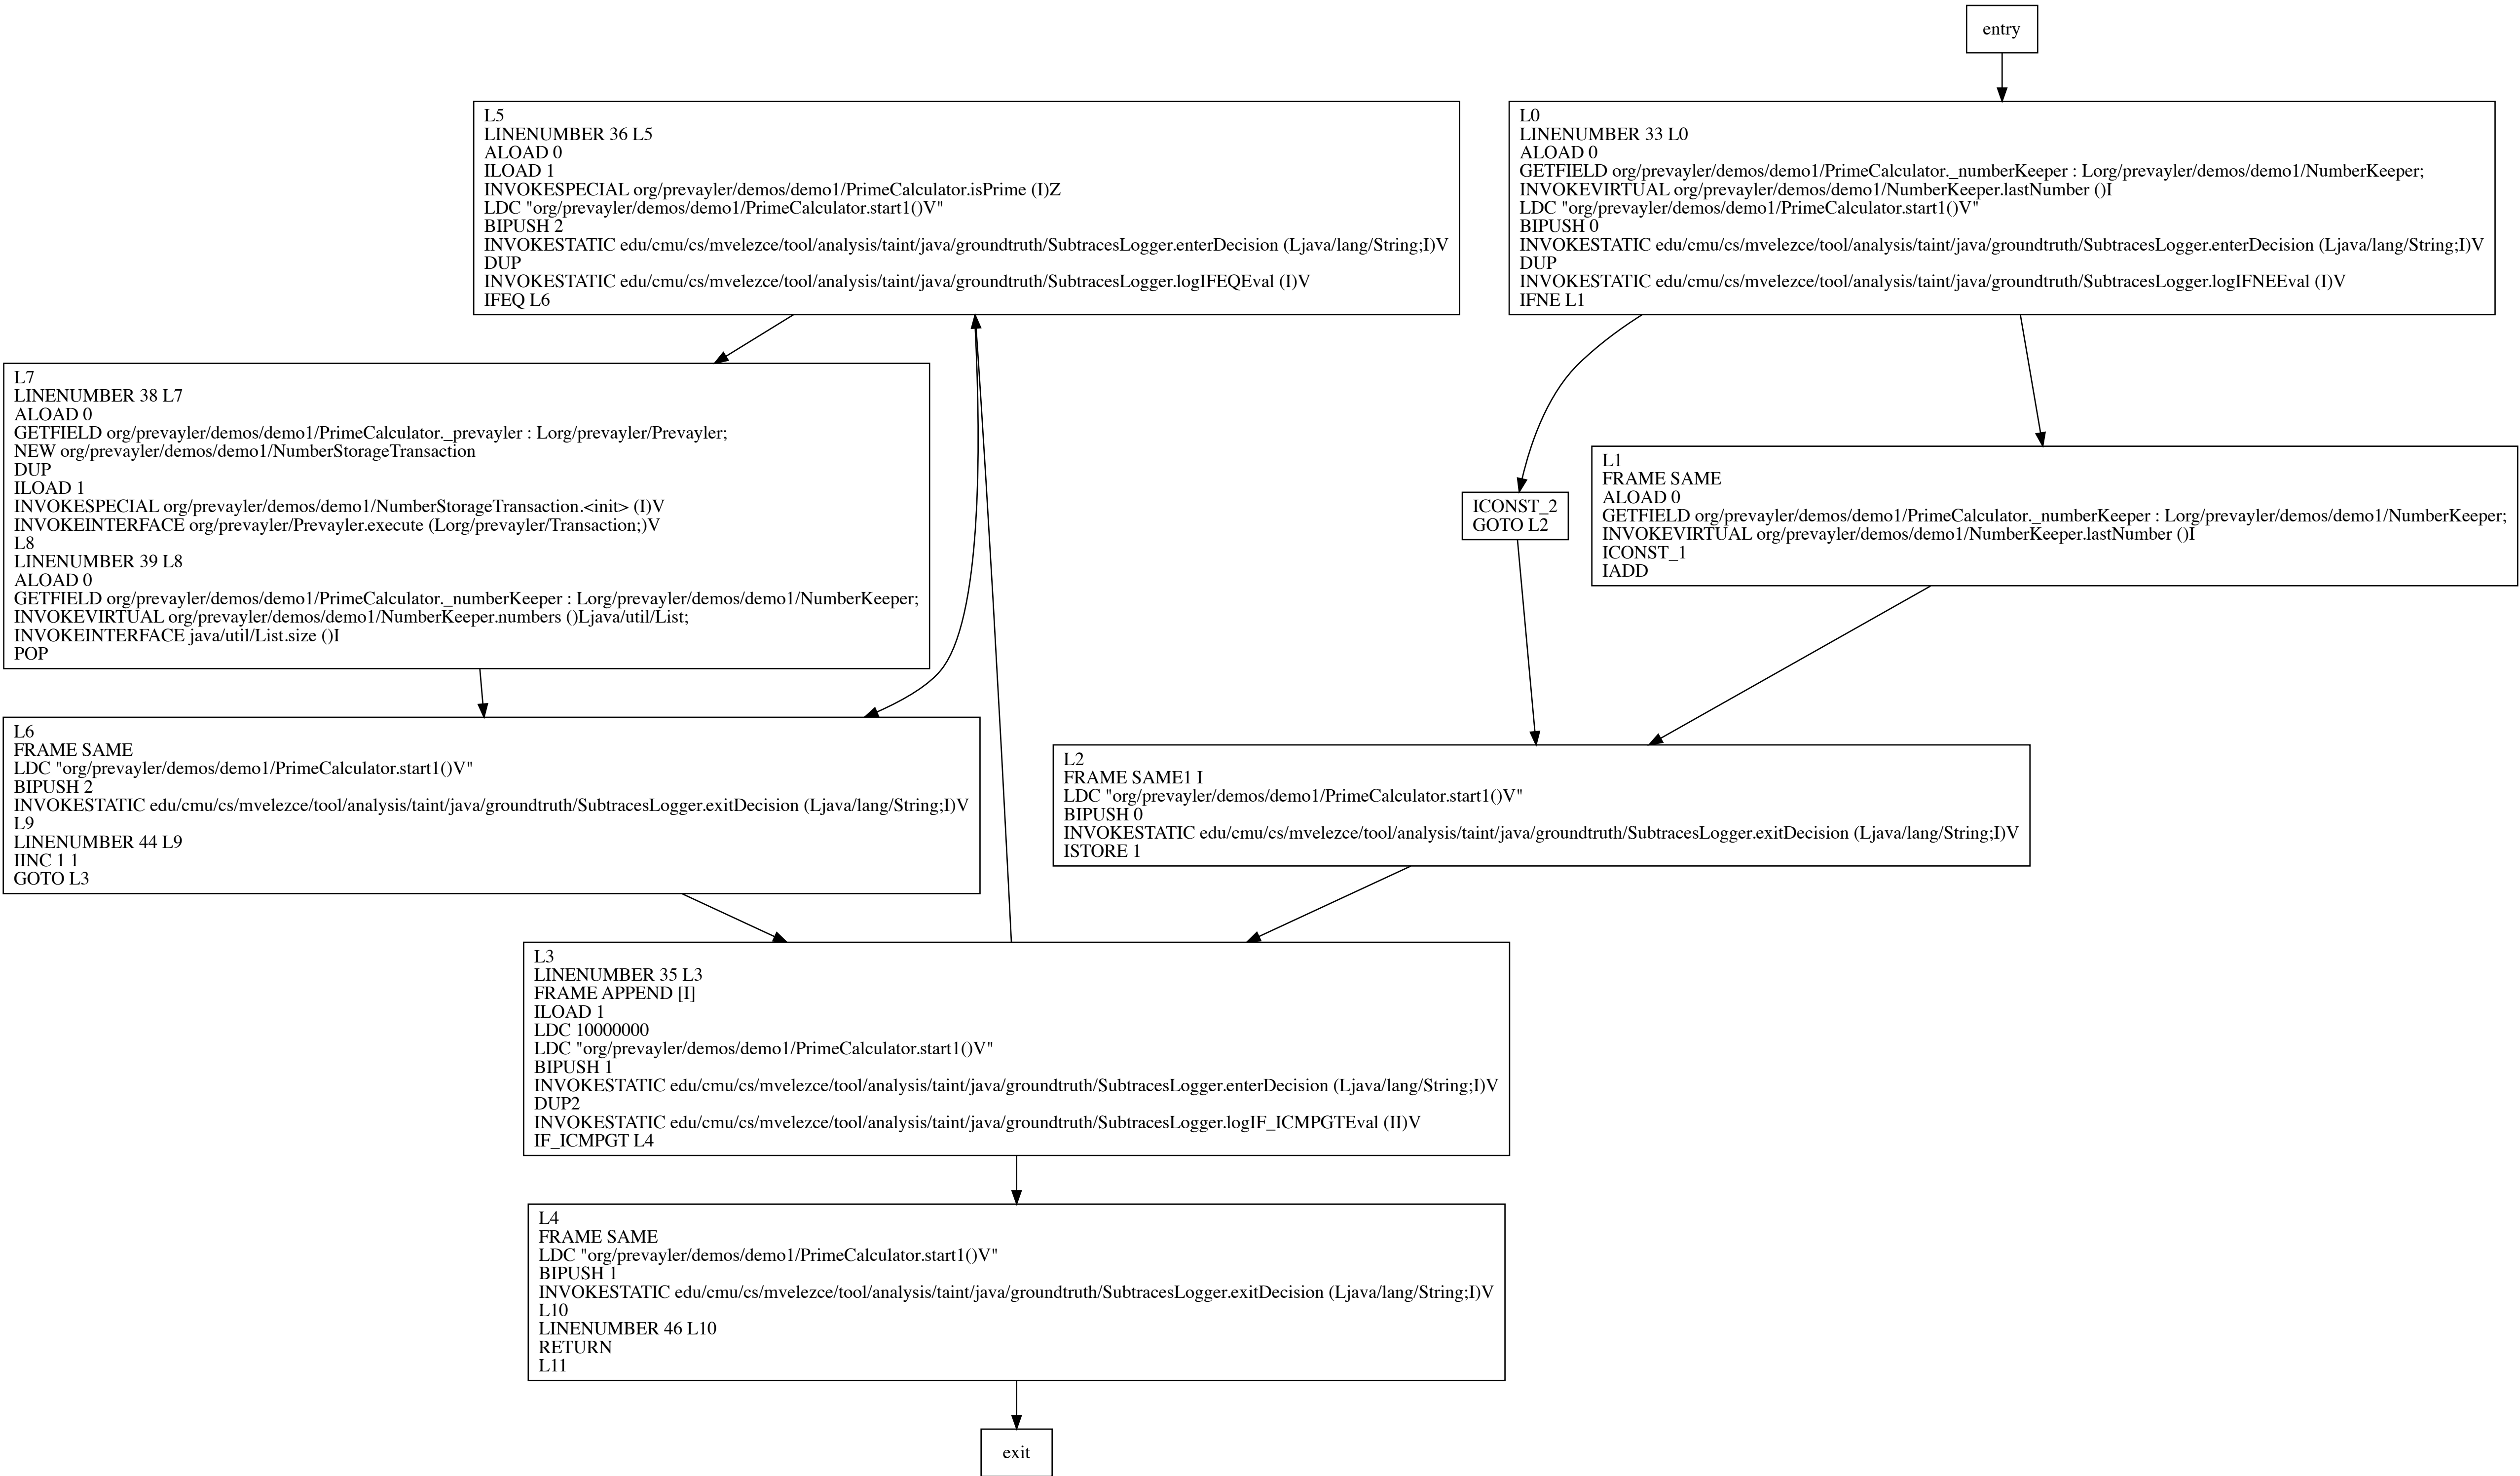 entry
L0
LINENUMBER 33 L0
ALOAD 0
GETFIELD org/prevayler/demos/demo1/PrimeCalculator._numberKeeper : Lorg/prevayler/demos/demo1/NumberKeeper;
INVOKEVIRTUAL org/prevayler/demos/demo1/NumberKeeper.lastNumber ()I
LDC "org/prevayler/demos/demo1/PrimeCalculator.start1()V"
BIPUSH 0
INVOKESTATIC edu/cmu/cs/mvelezce/tool/analysis/taint/java/groundtruth/SubtracesLogger.enterDecision (Ljava/lang/String;I)V
DUP
INVOKESTATIC edu/cmu/cs/mvelezce/tool/analysis/taint/java/groundtruth/SubtracesLogger.logIFNEEval (I)V
IFNE L1
L5
LINENUMBER 36 L5
ALOAD 0
ILOAD 1
INVOKESPECIAL org/prevayler/demos/demo1/PrimeCalculator.isPrime (I)Z
LDC "org/prevayler/demos/demo1/PrimeCalculator.start1()V"
BIPUSH 2
INVOKESTATIC edu/cmu/cs/mvelezce/tool/analysis/taint/java/groundtruth/SubtracesLogger.enterDecision (Ljava/lang/String;I)V
DUP
INVOKESTATIC edu/cmu/cs/mvelezce/tool/analysis/taint/java/groundtruth/SubtracesLogger.logIFEQEval (I)V
IFEQ L6
L7
LINENUMBER 38 L7
ALOAD 0
GETFIELD org/prevayler/demos/demo1/PrimeCalculator._prevayler : Lorg/prevayler/Prevayler;
NEW org/prevayler/demos/demo1/NumberStorageTransaction
DUP
ILOAD 1
INVOKESPECIAL org/prevayler/demos/demo1/NumberStorageTransaction.<init> (I)V
INVOKEINTERFACE org/prevayler/Prevayler.execute (Lorg/prevayler/Transaction;)V
L8
LINENUMBER 39 L8
ALOAD 0
GETFIELD org/prevayler/demos/demo1/PrimeCalculator._numberKeeper : Lorg/prevayler/demos/demo1/NumberKeeper;
INVOKEVIRTUAL org/prevayler/demos/demo1/NumberKeeper.numbers ()Ljava/util/List;
INVOKEINTERFACE java/util/List.size ()I
POP
ICONST_2
GOTO L2
L1
FRAME SAME
ALOAD 0
GETFIELD org/prevayler/demos/demo1/PrimeCalculator._numberKeeper : Lorg/prevayler/demos/demo1/NumberKeeper;
INVOKEVIRTUAL org/prevayler/demos/demo1/NumberKeeper.lastNumber ()I
ICONST_1
IADD
L6
FRAME SAME
LDC "org/prevayler/demos/demo1/PrimeCalculator.start1()V"
BIPUSH 2
INVOKESTATIC edu/cmu/cs/mvelezce/tool/analysis/taint/java/groundtruth/SubtracesLogger.exitDecision (Ljava/lang/String;I)V
L9
LINENUMBER 44 L9
IINC 1 1
GOTO L3
L2
FRAME SAME1 I
LDC "org/prevayler/demos/demo1/PrimeCalculator.start1()V"
BIPUSH 0
INVOKESTATIC edu/cmu/cs/mvelezce/tool/analysis/taint/java/groundtruth/SubtracesLogger.exitDecision (Ljava/lang/String;I)V
ISTORE 1
L3
LINENUMBER 35 L3
FRAME APPEND [I]
ILOAD 1
LDC 10000000
LDC "org/prevayler/demos/demo1/PrimeCalculator.start1()V"
BIPUSH 1
INVOKESTATIC edu/cmu/cs/mvelezce/tool/analysis/taint/java/groundtruth/SubtracesLogger.enterDecision (Ljava/lang/String;I)V
DUP2
INVOKESTATIC edu/cmu/cs/mvelezce/tool/analysis/taint/java/groundtruth/SubtracesLogger.logIF_ICMPGTEval (II)V
IF_ICMPGT L4
L4
FRAME SAME
LDC "org/prevayler/demos/demo1/PrimeCalculator.start1()V"
BIPUSH 1
INVOKESTATIC edu/cmu/cs/mvelezce/tool/analysis/taint/java/groundtruth/SubtracesLogger.exitDecision (Ljava/lang/String;I)V
L10
LINENUMBER 46 L10
RETURN
L11
exit